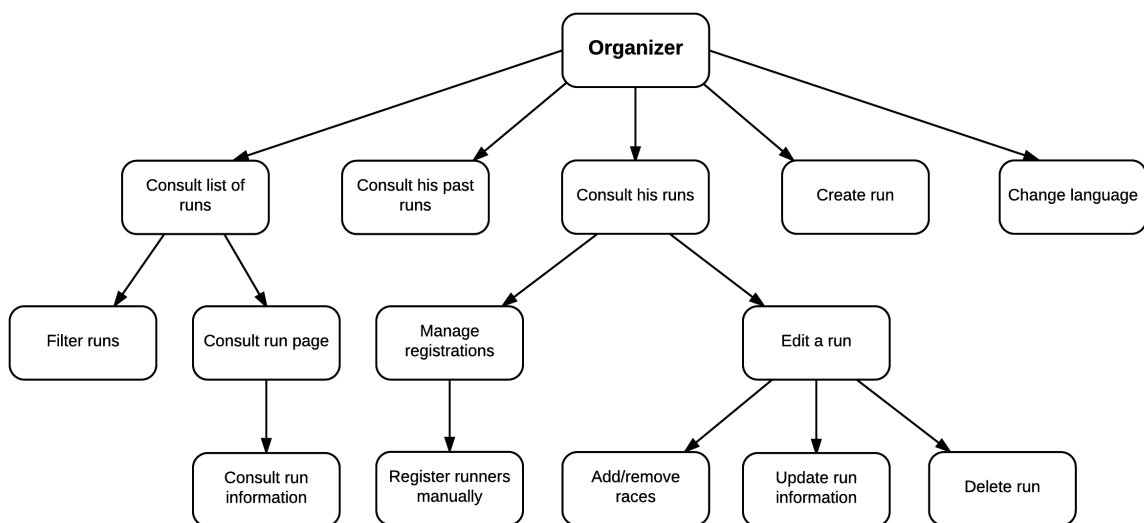 Organizer
Consult list of
runs
Consult his past
runs
Consult his runs
Create run
Change language
Filter runs
Consult run page
Manage
registrations
Edit a run
Consult run
information
Register runners
manually
Add/remove
races
Update run
information
Delete run